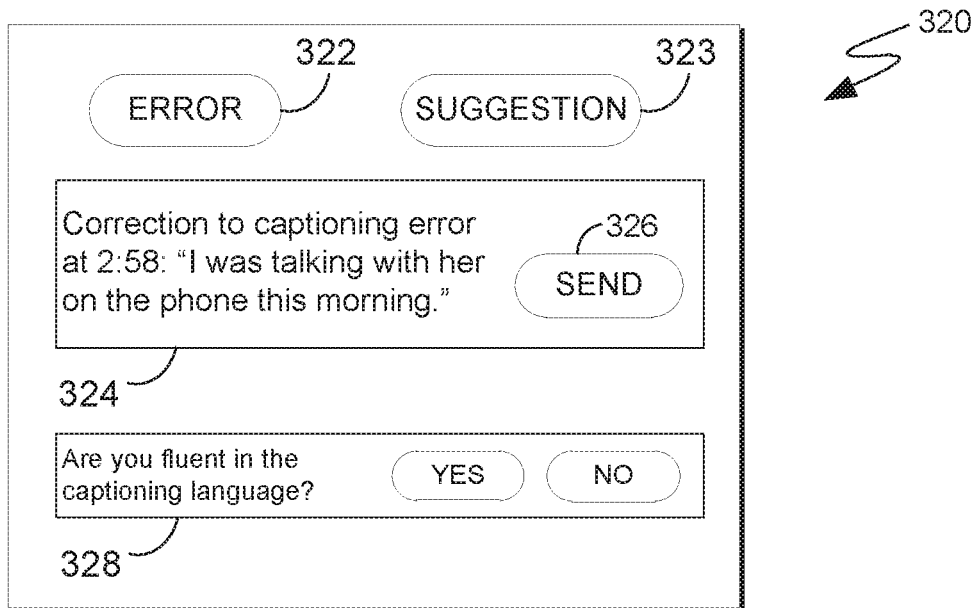 320
322
323
ERROR
SUGGESTION
Correction to captioning error
at 2:58: “I was talking with her
on the phone this morning.”
326
SEND
324
Are you fluent in the
captioning language?
YES
NO
328